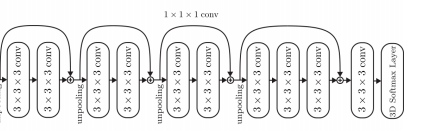 1 × 1 × 1 conv
3 × 3 × 3 conv
3 × 3 × 3 conv
unpooling
3 × 3 × 3 conv
3 × 3 × 3 conv
unpooling
3 × 3 × 3 conv
3 × 3 × 3 conv
unpooling
3 × 3 × 3 conv
3 × 3 × 3 conv
3 × 3 × 3 conv
3 × 3 × 3 conv
3D Softmax Layer